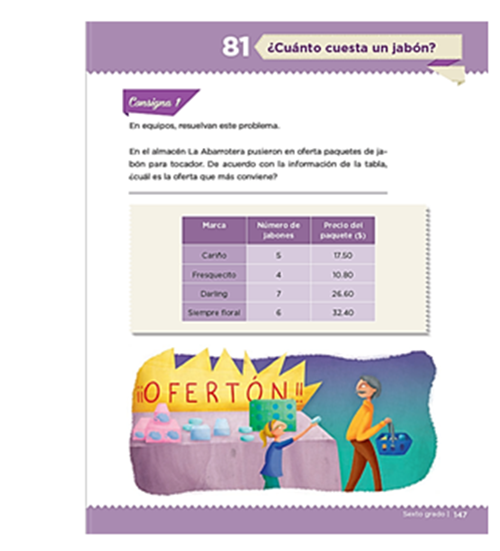 81 ¿Cuánto cuesta un jabón?
Consigna 1
En equipos, resuelvan este problema.
En el almacén La Abarrotera pusieron en oferta paquetes de ja-
bón para tocador. De acuerdo con la información de la tabla,
¿cuál es la oferta que más conviene?
Marca Número de jabones Precio del paquete ($)
Cariño 5 17.50
Fresquecito 4 10.80
Darling 7 26.60
Siempre floral 6 32.40
¡¡OFERTÓN!!
Sexto grado | 147